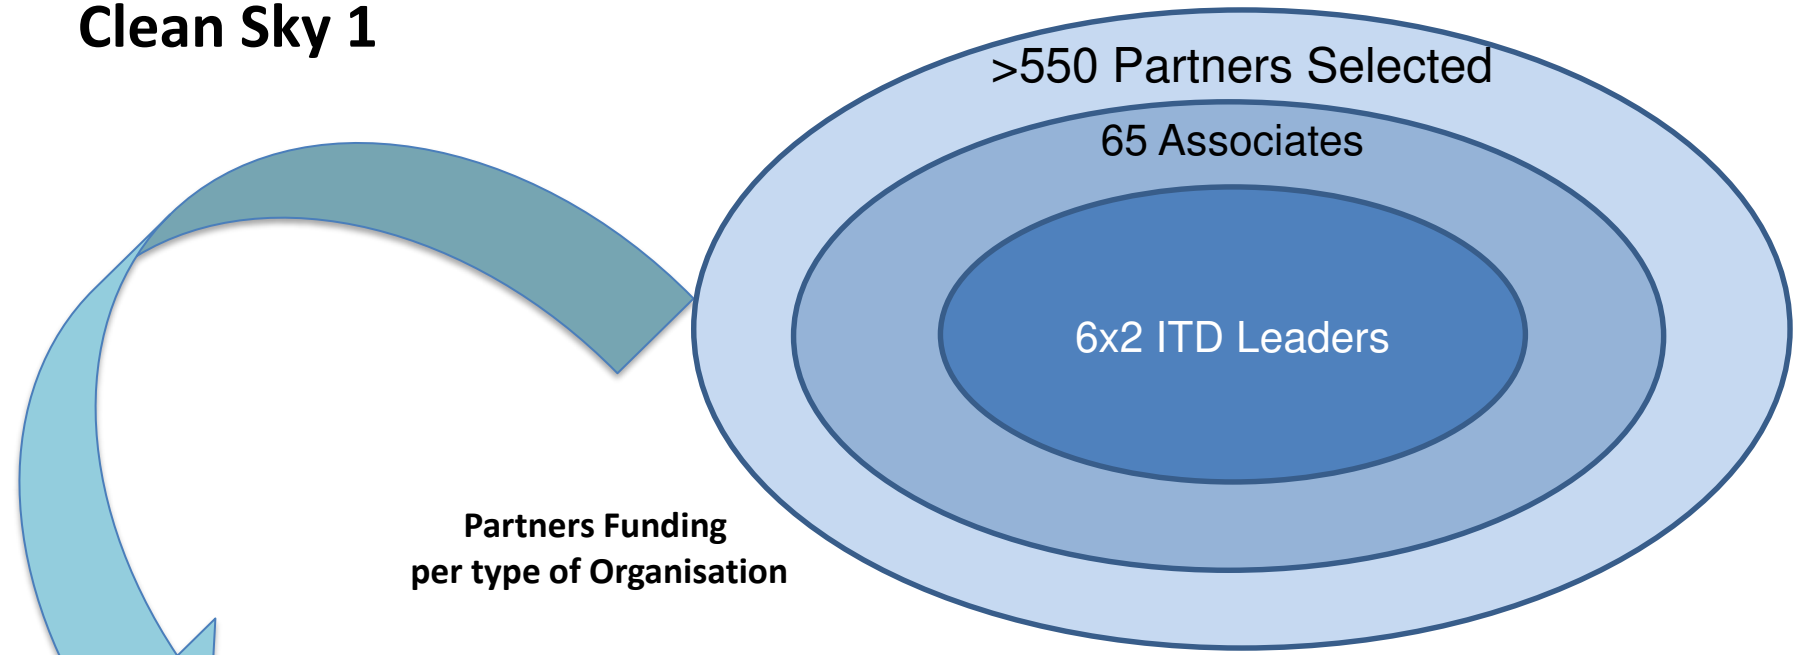 Clean Sky 1
>550 Partners Selected
65 Associates
6x2 ITD Leaders
Partners Funding
per type of Organisation